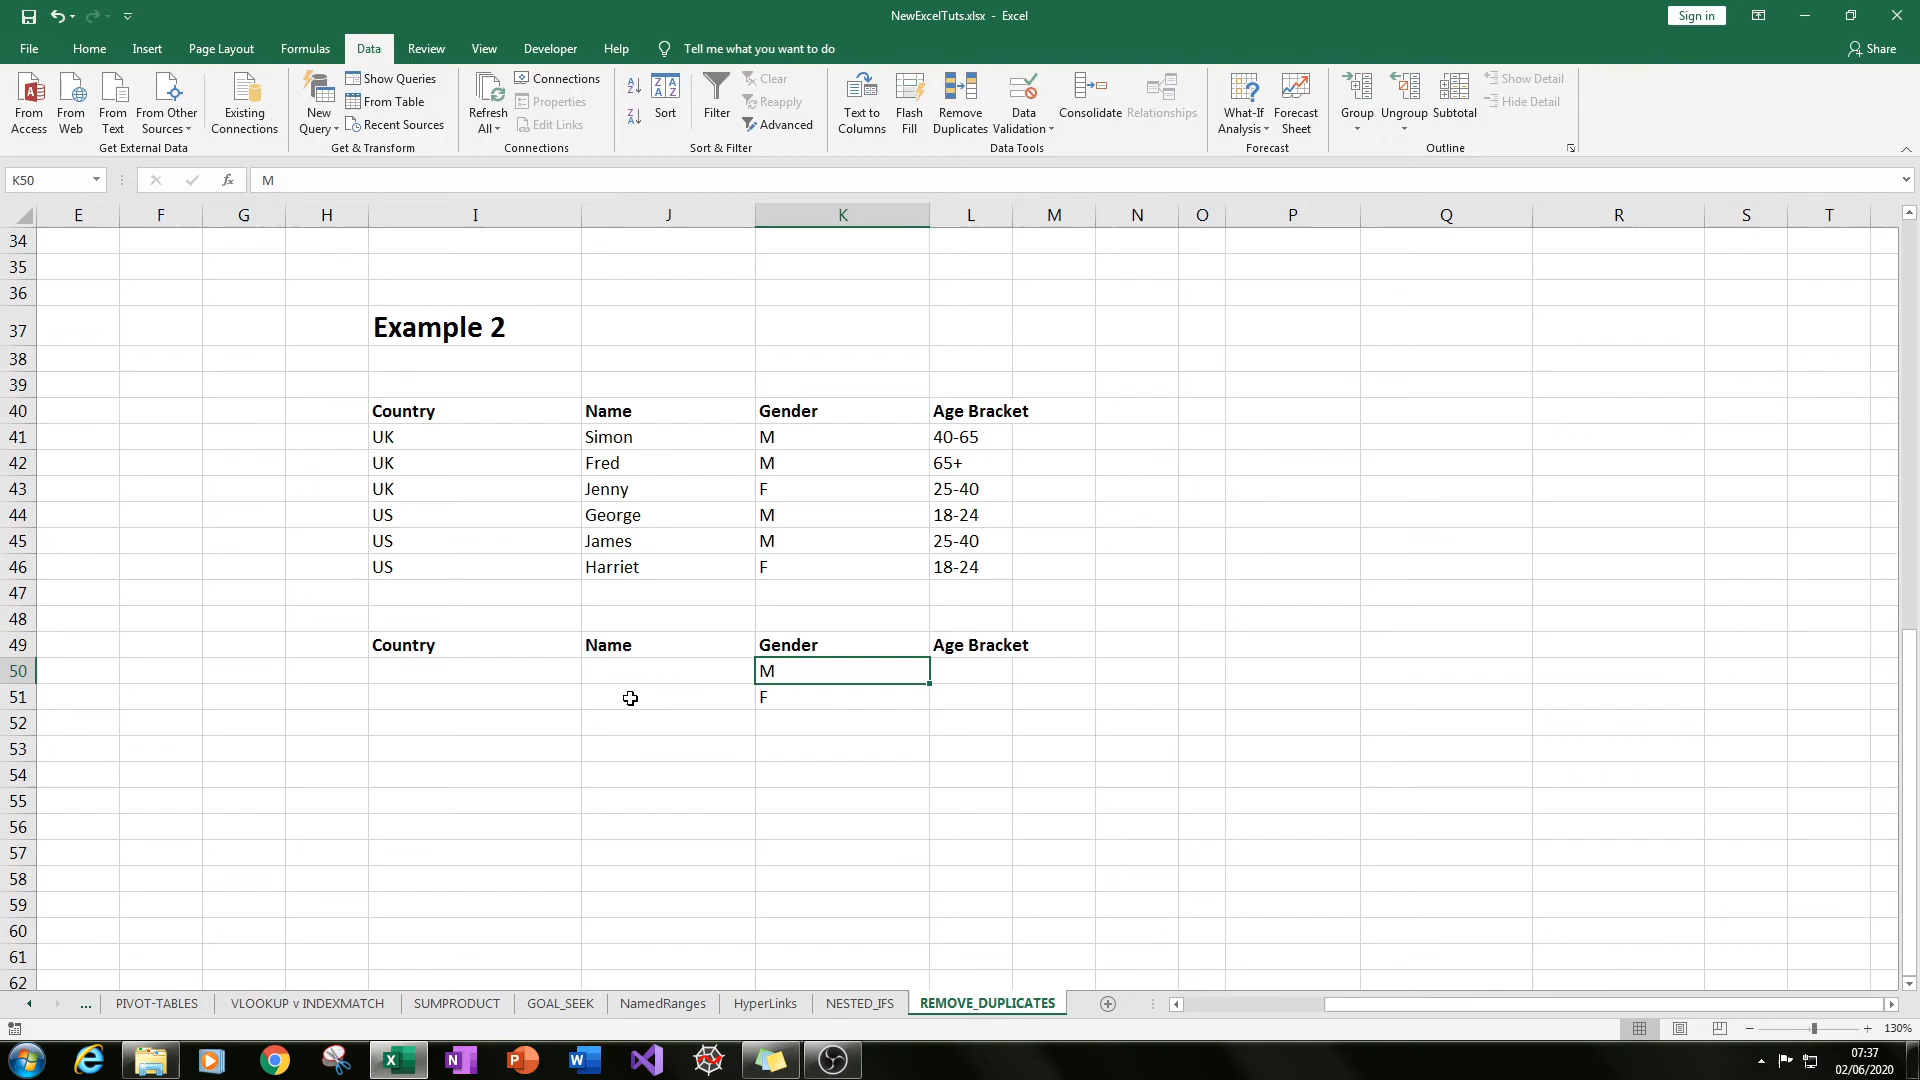 NewExcelTuts.xlsx - Excel
Sign in
File Home Insert Page Layout Formulas Data Review View Developer Help Tell me what you want to do Share
From Access
From Web
From Text
From Other Sources
Existing Connections
Get External Data
New Query
Show Queries
From Table
Recent Sources
Get & Transform
Refresh All
Connections
Properties
Edit Links
Connections
Sort
Filter
Clear
Reapply
Advanced
Sort & Filter
Text to Columns
Flash Fill
Remove Duplicates
Data Validation
Consolidate
Relationships
Data Tools
What-If Analysis
Forecast Sheet
Forecast
Group
Ungroup
Subtotal
Show Detail
Hide Detail
Outline
K50 fx M
E F G H I J K L M N O P Q R S T
34
35
36
37 Example 2
38
39
40 Country Name Gender Age Bracket
41 UK Simon M 40-65
42 UK Fred M 65+
43 UK Jenny F 25-40
44 US George M 18-24
45 US James M 25-40
46 US Harriet F 18-24
47
48
49 Country Name Gender Age Bracket
50 M
51 F
52
53
54
55
56
57
58
59
60
61
62
... PIVOT-TABLES VLOOKUP v INDEXMATCH SUMPRODUCT GOAL_SEEK NamedRanges HyperLinks NESTED_IFS REMOVE_DUPLICATES
130%
07:37
02/06/2020